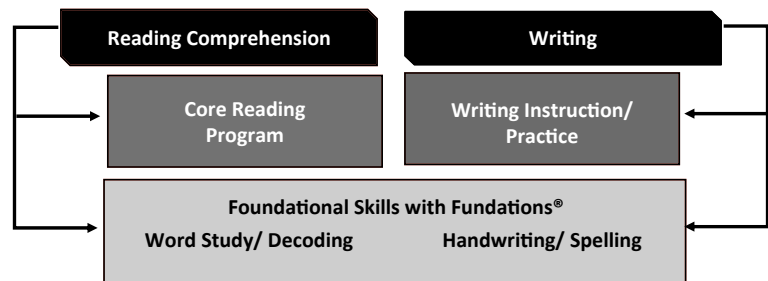 Reading Comprehension
Writing
Core Reading
Program
Writing Instruction/
Practice
Foundational Skills with Fundations®
Word Study/ Decoding
Handwriting/ Spelling